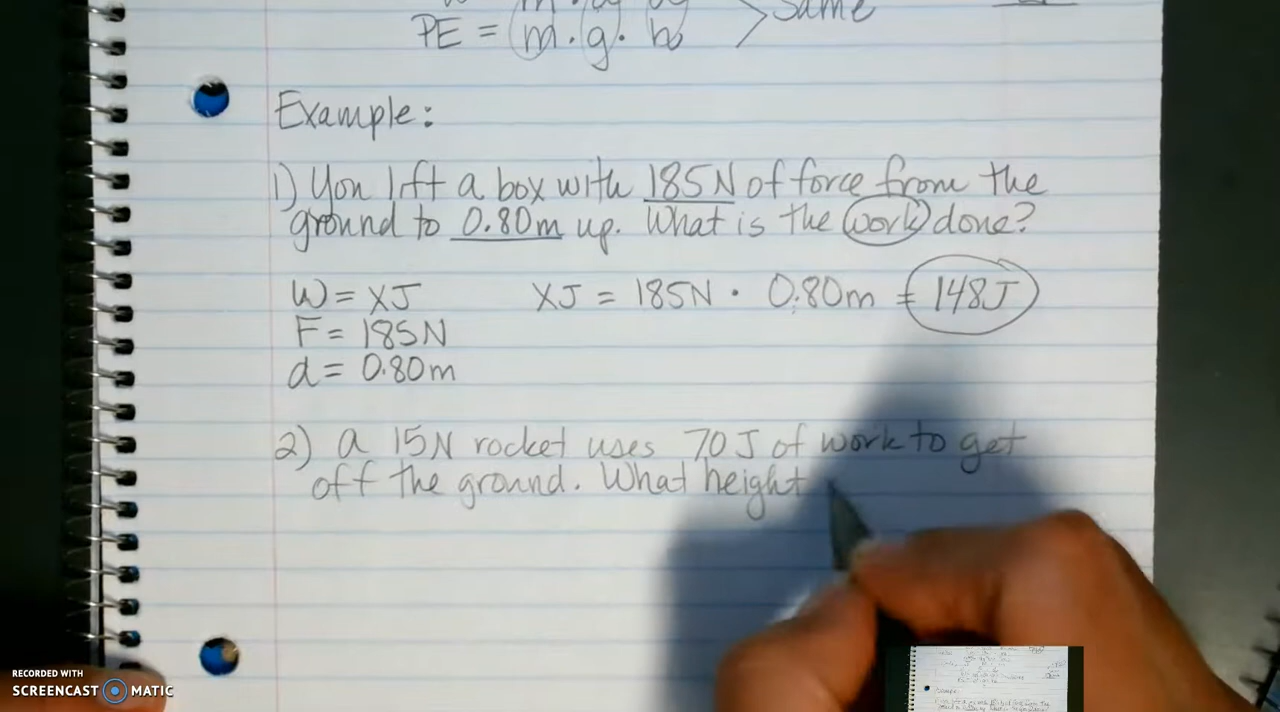 PE = m · g · h > Same
Example:
1) You lift a box with 185N of force from the
ground to 0.80m up. What is the work done?
W = XJ XJ = 185N · 0.80m = 148J
F = 185N
d = 0.80m
2) A 15N rocket uses 70J of work to get
off the ground. What height
RECORDED WITH
SCREENCAST MATIC